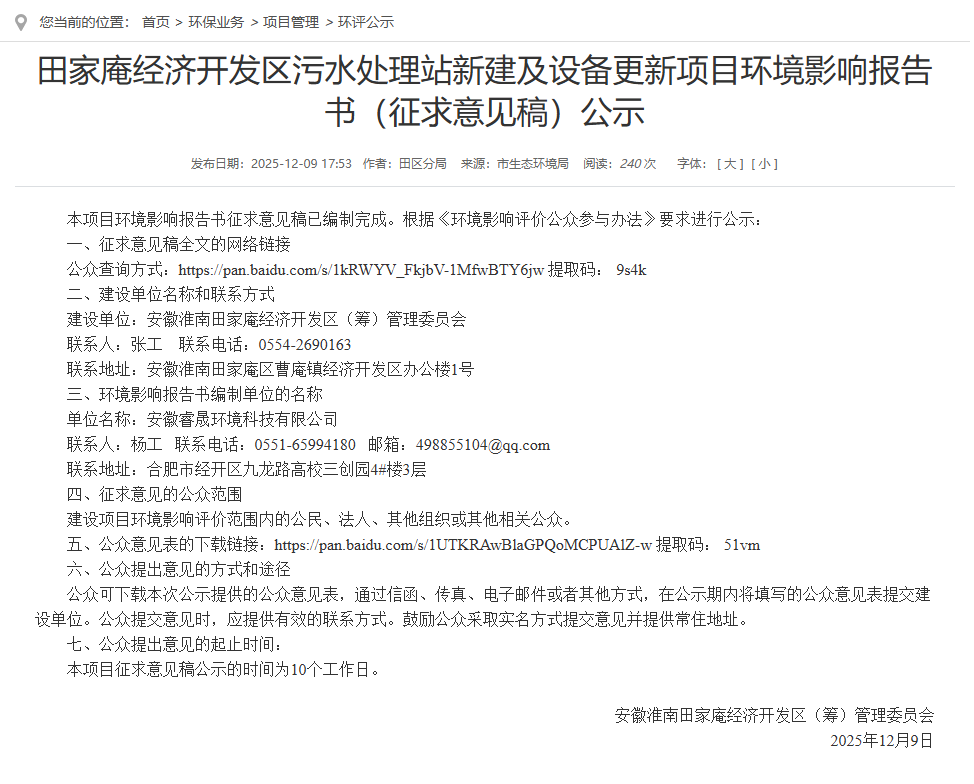 您当前的位置： 首页 > 环保业务 > 项目管理 > 环评公示
田家庵经济开发区污水处理站新建及设备更新项目环境影响报告
书（征求意见稿）公示
发布日期：2025-12-09 17:53 作者：田区分局 来源：市生态环境局 阅读：240 次 字体： [ 大 ] [ 小 ]
本项目环境影响报告书征求意见稿已编制完成。根据《环境影响评价公众参与办法》要求进行公示：
一、征求意见稿全文的网络链接
公众查询方式：https://pan.baidu.com/s/1kRWYV_FkjbV-1MfwBTY6jw 提取码： 9s4k
二、建设单位名称和联系方式
建设单位：安徽淮南田家庵经济开发区（筹）管理委员会
联系人：张工 联系电话：0554-2690163
联系地址：安徽淮南田家庵区曹庵镇经济开发区办公楼1号
三、环境影响报告书编制单位的名称
单位名称：安徽睿晟环境科技有限公司
联系人：杨工 联系电话：0551-65994180 邮箱：498855104@qq.com
联系地址：合肥市经开区九龙路高校三创园4#楼3层
四、征求意见的公众范围
建设项目环境影响评价范围内的公民、法人、其他组织或其他相关公众。
五、公众意见表的下载链接：https://pan.baidu.com/s/1UTKRAwBlaGPQoMCPUAlZ-w 提取码： 51vm
六、公众提出意见的方式和途径
公众可下载本次公示提供的公众意见表，通过信函、传真、电子邮件或者其他方式，在公示期内将填写的公众意见表提交建
设单位。公众提交意见时，应提供有效的联系方式。鼓励公众采取实名方式提交意见并提供常住地址。
七、公众提出意见的起止时间：
本项目征求意见稿公示的时间为10个工作日。
安徽淮南田家庵经济开发区（筹）管理委员会
2025年12月9日